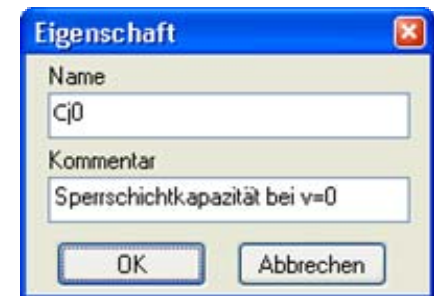 Eigenschaft
Name
Cj0
Kommentar
Sperrschichtkapazität bei v=0
OK
Abbrechen